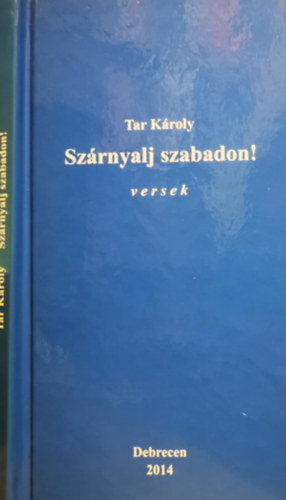 Tar Károly
Szárnyalj szabadon!
versek
Debrecen
2014
Tar Károly Szárnyalj szabadon!